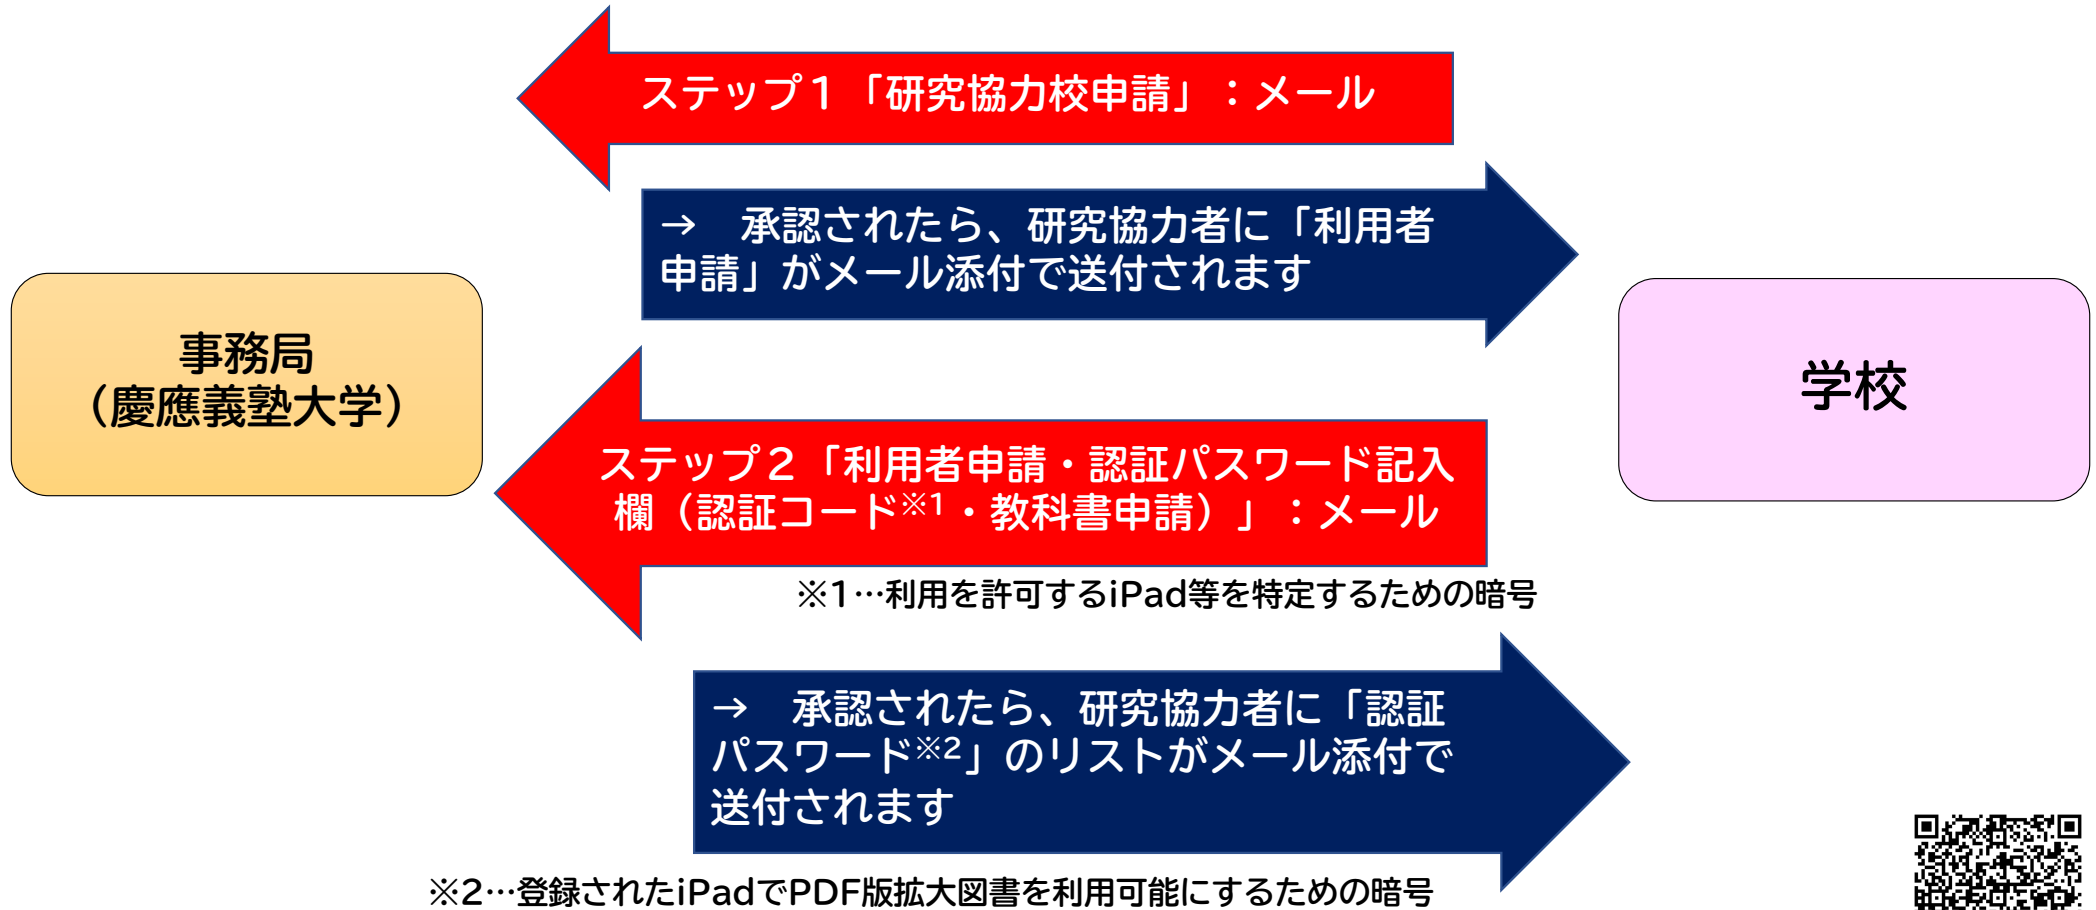 ステップ１「研究協力校申請」：メール
→　承認されたら、研究協力者に「利用者
申請」がメール添付で送付されます
事務局
（慶應義塾大学）
学校
ステップ２「利用者申請・認証パスワード記入
欄（認証コード※1・教科書申請）」：メール
※1…利用を許可するiPad等を特定するための暗号
→　承認されたら、研究協力者に「認証
パスワード※2」のリストがメール添付で
送付されます
※2…登録されたiPadでPDF版拡大図書を利用可能にするための暗号